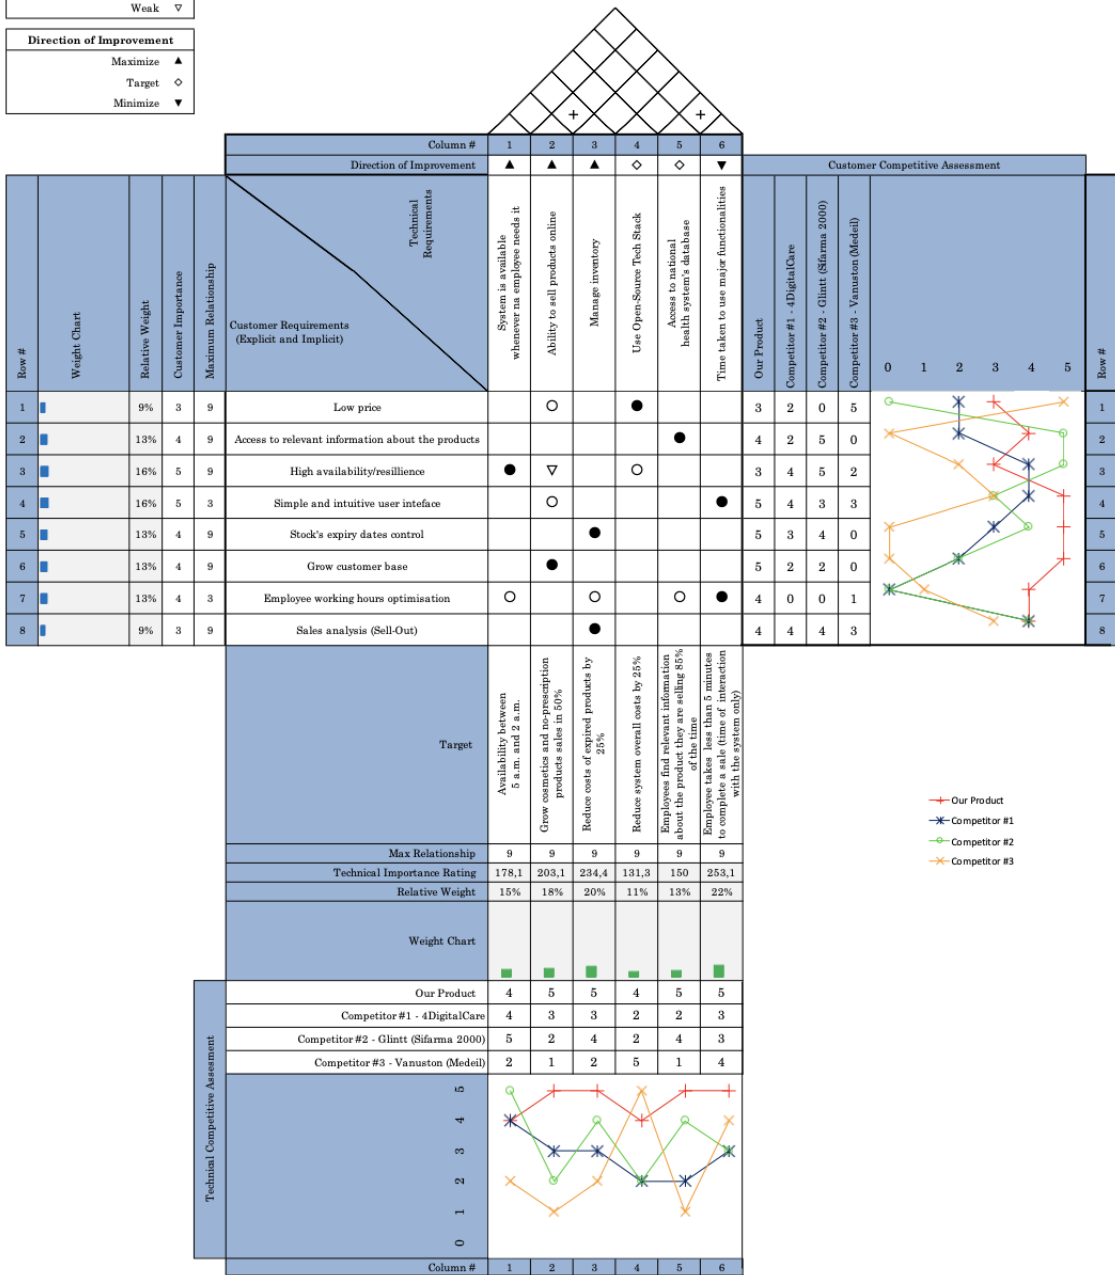 Weak ▽
Direction of Improvement
Maximize ▲
Target ◇
Minimize ▼
+ +
Column # 1 2 3 4 5 6
Direction of Improvement ▲ ▲ ▲ ◇ ◇ ▼
Customer Competitive Assessment
Row #
Weight Chart
Relative Weight
Customer Importance
Maximum Relationship
Technical
Requirements
Customer Requirements
(Explicit and Implicit)
System is available
whenever na employee needs it
Ability to sell products online
Manage inventory
Use Open-Source Tech Stack
Access to national
health system's database
Time taken to use major functionalities
Our Product
Competitor #1 - 4DigitalCare
Competitor #2 - Glintt (Sifarma 2000)
Competitor #3 - Vanuston (Medeil)
0 1 2 3 4 5
Row #
1 9% 3 9 Low price ○ ● 3 2 0 5 1
2 13% 4 9 Access to relevant information about the products ● 4 2 5 0 2
3 16% 5 9 High availability/resillience ● ▽ ○ 3 4 5 2 3
4 16% 5 3 Simple and intuitive user inteface ○ ● 5 4 3 3 4
5 13% 4 9 Stock's expiry dates control ● 5 3 4 0 5
6 13% 4 9 Grow customer base ● 5 2 2 0 6
7 13% 4 3 Employee working hours optimisation ○ ○ ○ ● 4 0 0 1 7
8 9% 3 9 Sales analysis (Sell-Out) ● 4 4 4 3 8
Target
Availability between
5 a.m. and 2 a.m.
Grow cosmetics and no-prescription
products sales in 50%
Reduce costs of expired products by
25%
Reduce system overall costs by 25%
Employees find relevant information
about the product they are selling 85%
of the time
Employee takes less than 5 minutes
to complete a sale (time of interaction
with the system only)
Our Product
Competitor #1
Competitor #2
Competitor #3
Max Relationship 9 9 9 9 9 9
Technical Importance Rating 178,1 203,1 234,4 131,3 150 253,1
Relative Weight 15% 18% 20% 11% 13% 22%
Weight Chart
Technical Competitive Assesment
Our Product 4 5 5 4 5 5
Competitor #1 - 4DigitalCare 4 3 3 2 2 3
Competitor #2 - Glintt (Sifarma 2000) 5 2 4 2 4 3
Competitor #3 - Vanuston (Medeil) 2 1 2 5 1 4
5
4
3
2
1
0
Column # 1 2 3 4 5 6